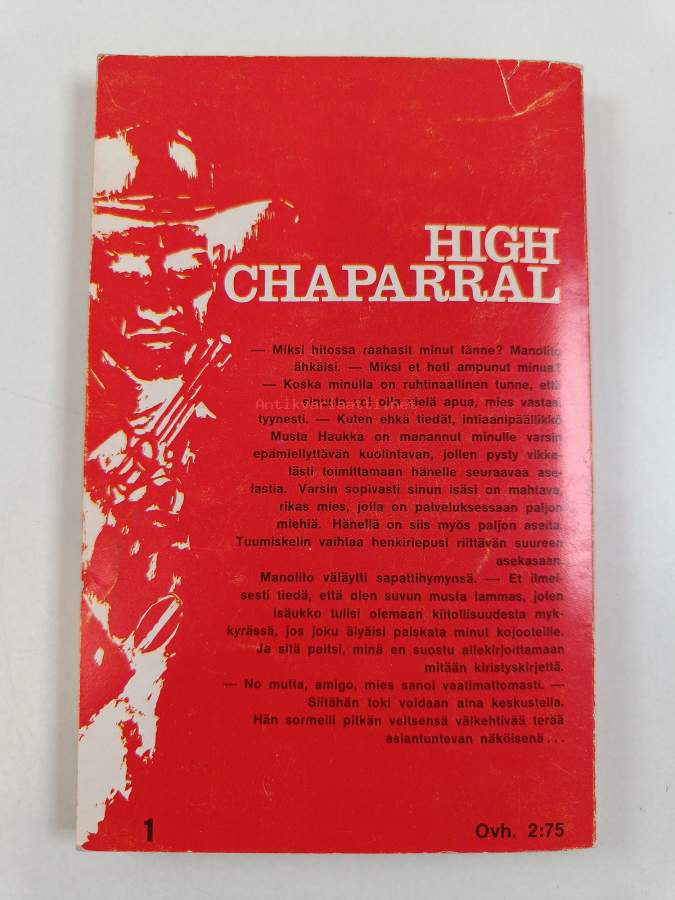 HIGH
CHAPARRAL
— Miksi hitossa raahasit minut tänne? Manolito
ähkäisi. — Miksi et heti ampunut minua?
— Koska minulla on ruhtinaallinen tunne, että
sinusta voi olla vielä apua, mies vastasi
Antikvariaatti.net
tyynesti. — Kuten ehkä tiedät, intiaanipäällikkö
Musta Haukka on manannut minulle varsin
epämiellyttävän kuolintavan, jollen pysty vikke-
lästi toimittamaan hänelle seuraavaa ase-
lastia. Varsin sopivasti sinun isäsi on mahtava,
rikas mies, jolla on palveluksessaan paljon
miehiä. Hänellä on siis myös paljon aseita.
Tuumiskelin vaihtaa henkiriepusi riittävän suureen
asekasaan.
Manolito väläytti sapattihymynsä. — Et ilmei-
sesti tiedä, että olen suvun musta lammas, joten
isäukko tulisi olemaan kiitollisuudesta myk-
kyrässä, jos joku älyäisi paiskata minut kojooteille.
Ja sitä paitsi, minä en suostu allekirjoittamaan
mitään kiristyskirjettä.
— No mutta, amigo, mies sanoi vaatimattomasti. —
Siitähän toki voidaan aina keskustella.
Hän sormeili pitkän veitsensä välkehtivää terää
asiantuntevan näköisenä...
1
Ovh. 2:75